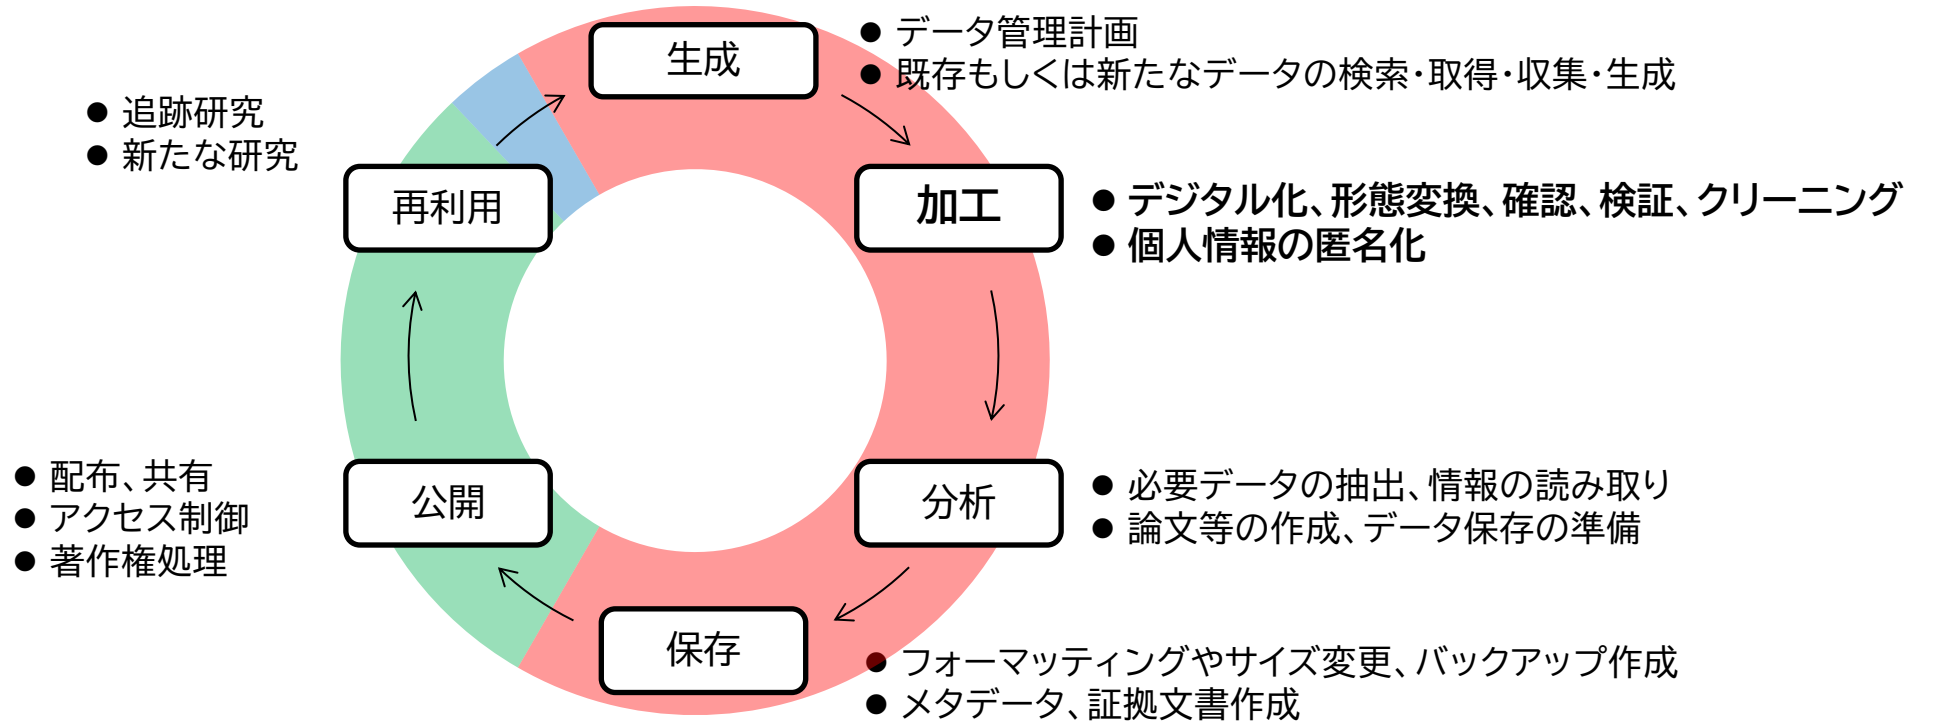 生成
● データ管理計画
● 既存もしくは新たなデータの検索・取得・収集・生成
加工
● デジタル化、形態変換、確認、検証、クリーニング
● 個人情報の匿名化
分析
● 必要データの抽出、情報の読み取り
● 論文等の作成、データ保存の準備
保存
● フォーマッティングやサイズ変更、バックアップ作成
● メタデータ、証拠文書作成
公開
● 配布、共有
● アクセス制御
● 著作権処理
再利用
● 追跡研究
● 新たな研究